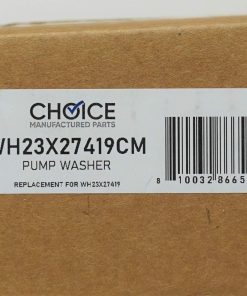 CHOICE
MANUFACTURED PARTS
WH23X27419CM
PUMP WASHER
REPLACEMENT FOR WH23X27419
8 10032 8665